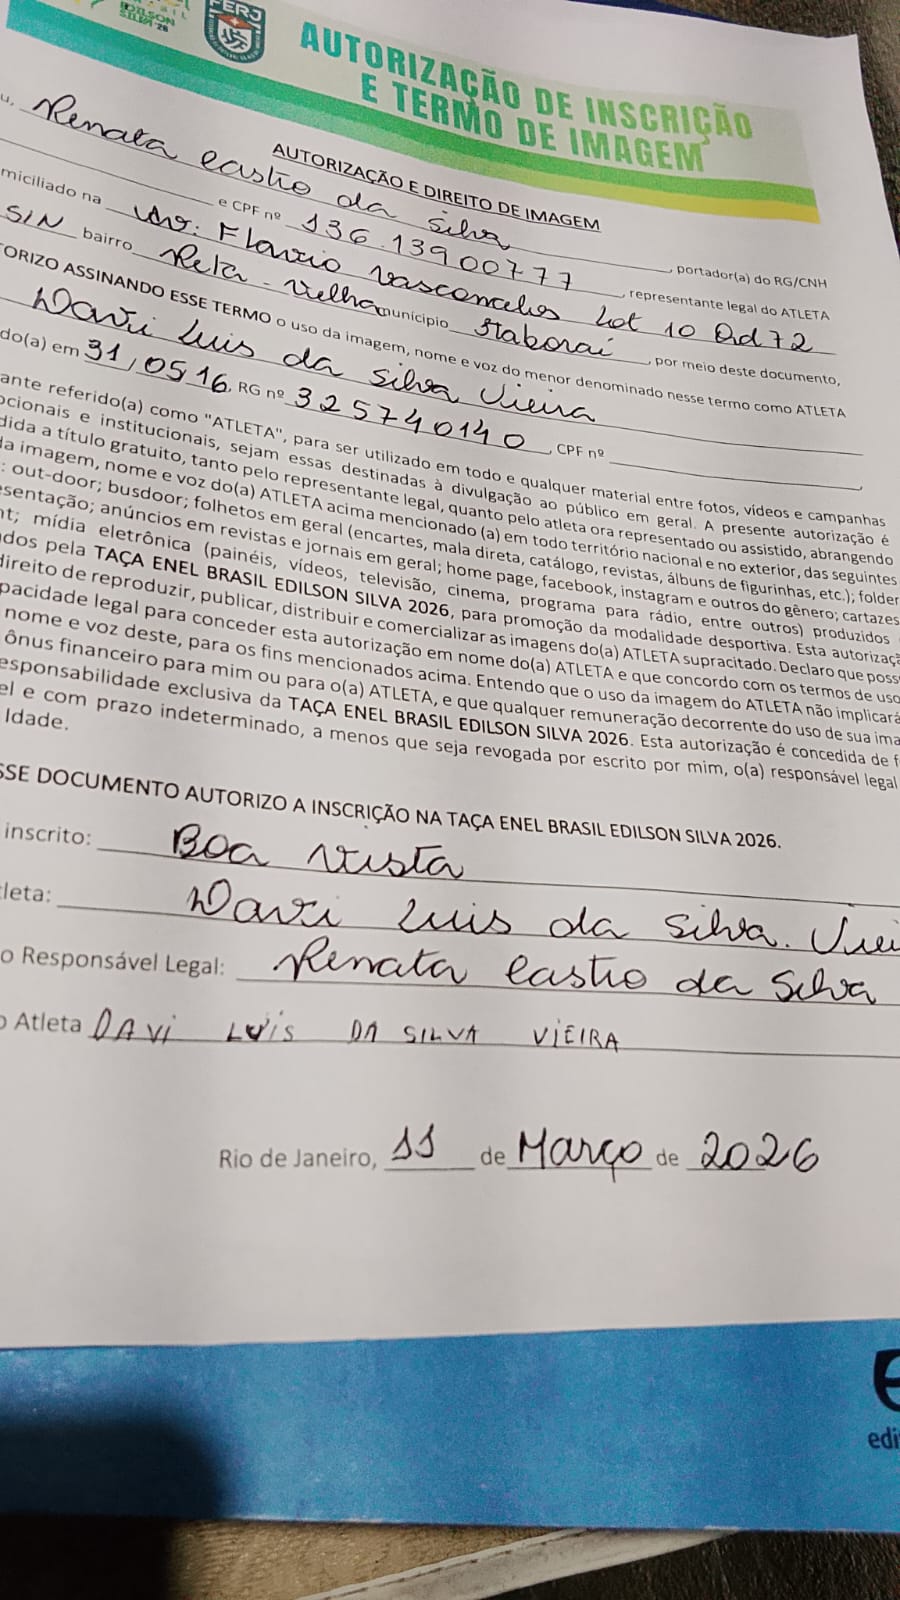 EDILSON
SILVA '26
FERJ
AUTORIZAÇÃO DE INSCRIÇÃO
E TERMO DE IMAGEM
AUTORIZAÇÃO E DIREITO DE IMAGEM
u, Renata castro da silva, portador(a) do RG/CNH
e CPF nº 13613900777, representante legal do ATLETA
miciliado na Av. Flavio Vasconcelos Lot 10 Qd 72
S/N bairro Reta-Velha município Itaborai, por meio deste documento,
TORIZO ASSINANDO ESSE TERMO o uso da imagem, nome e voz do menor denominado nesse termo como ATLETA
Davi Luis da silva Vieira
do(a) em 31/05/16, RG nº 325740140, CPF nº
ante referido(a) como "ATLETA", para ser utilizado em todo e qualquer material entre fotos, vídeos e campanhas
ocionais e institucionais, sejam essas destinadas à divulgação ao público em geral. A presente autorização é
dida a título gratuito, tanto pelo representante legal, quanto pelo atleta ora representado ou assistido, abrangendo
da imagem, nome e voz do(a) ATLETA acima mencionado (a) em todo território nacional e no exterior, das seguintes
: out-door; busdoor; folhetos em geral (encartes, mala direta, catálogo, revistas, álbuns de figurinhas, etc.); folder
sentação; anúncios em revistas e jornais em geral; home page, facebook, instagram e outros do gênero; cartazes
nt; mídia eletrônica (painéis, vídeos, televisão, cinema, programa para rádio, entre outros) produzidos
dos pela TAÇA ENEL BRASIL EDILSON SILVA 2026, para promoção da modalidade desportiva. Esta autorizaçã
direito de reproduzir, publicar, distribuir e comercializar as imagens do(a) ATLETA supracitado. Declaro que poss
pacidade legal para conceder esta autorização em nome do(a) ATLETA e que concordo com os termos de uso
nome e voz deste, para os fins mencionados acima. Entendo que o uso da imagem do ATLETA não implicará
ônus financeiro para mim ou para o(a) ATLETA, e que qualquer remuneração decorrente do uso de sua ima
esponsabilidade exclusiva da TAÇA ENEL BRASIL EDILSON SILVA 2026. Esta autorização é concedida de f
el e com prazo indeterminado, a menos que seja revogada por escrito por mim, o(a) responsável legal
Idade.
SSE DOCUMENTO AUTORIZO A INSCRIÇÃO NA TAÇA ENEL BRASIL EDILSON SILVA 2026.
inscrito: Boa Vista
tleta: Davi Luis da silva. Viei
o Responsável Legal: Renata castro da Silva
o Atleta DAVi LUiS DA SILVA ViEIRA
Rio de Janeiro, 11 de Março de 2026
edi